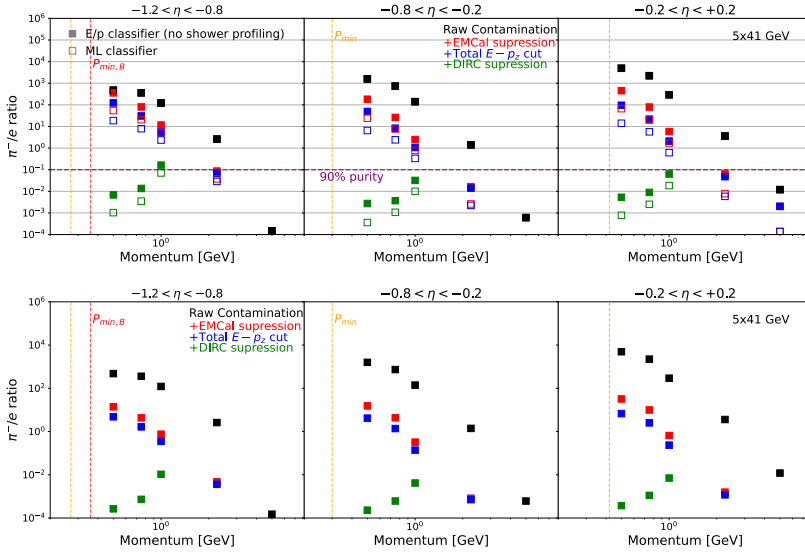 −1.2 < η < −0.8
−0.8 < η < −0.2
−0.2 < η < +0.2
π⁻/e ratio
10⁶
10⁵
10⁴
10³
10²
10¹
10⁰
10⁻¹
10⁻²
10⁻³
10⁻⁴
E/p classifier (no shower profiling)
ML classifier
P_min,B
P_min
Raw Contamination
+EMCal supression
+Total E − p_z cut
+DIRC supression
90% purity
5x41 GeV
10⁰
10⁰
10⁰
Momentum [GeV]
Momentum [GeV]
Momentum [GeV]
−1.2 < η < −0.8
−0.8 < η < −0.2
−0.2 < η < +0.2
π⁻/e ratio
10⁶
10⁴
10²
10⁰
10⁻²
10⁻⁴
P_min,B
Raw Contamination
+EMCal supression
+Total E − p_z cut
+DIRC supression
P_min
5x41 GeV
10⁰
10⁰
10⁰
Momentum [GeV]
Momentum [GeV]
Momentum [GeV]